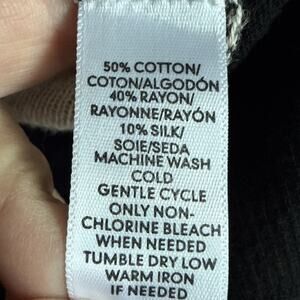 50% COTTON/
COTON/ALGODÓN
40% RAYON/
RAYONNE/RAYÓN
10% SILK/
SOIE/SEDA
MACHINE WASH
COLD
GENTLE CYCLE
ONLY NON-
CHLORINE BLEACH
WHEN NEEDED
TUMBLE DRY LOW
WARM IRON
IF NEEDED